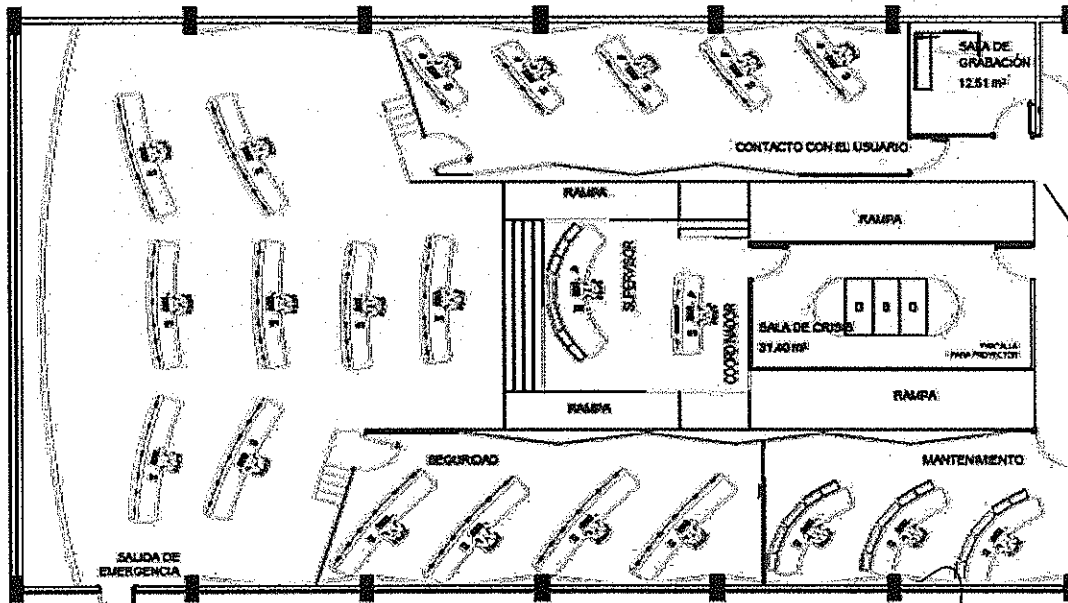 SALA DE
GRABACIÓN
12.51 m²
CONTACTO CON EL USUARIO
RAMPA
RAMPA
SUPERVISOR
COORDINADOR
SALA DE CRISIS
31.40 m²
PANTALLA
PARA PROYECTOR
RAMPA
RAMPA
SEGURIDAD
MANTENIMIENTO
SALIDA DE
EMERGENCIA